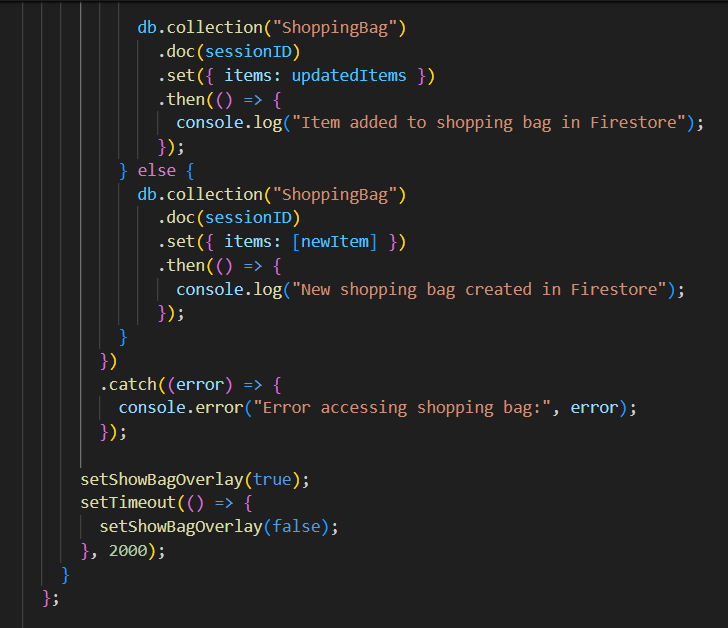 db.collection("ShoppingBag")
.doc(sessionID)
.set({ items: updatedItems })
.then(() => {
console.log("Item added to shopping bag in Firestore");
});
} else {
db.collection("ShoppingBag")
.doc(sessionID)
.set({ items: [newItem] })
.then(() => {
console.log("New shopping bag created in Firestore");
});
}
})
.catch((error) => {
console.error("Error accessing shopping bag:", error);
});
setShowBagOverlay(true);
setTimeout(() => {
setShowBagOverlay(false);
}, 2000);
}
};